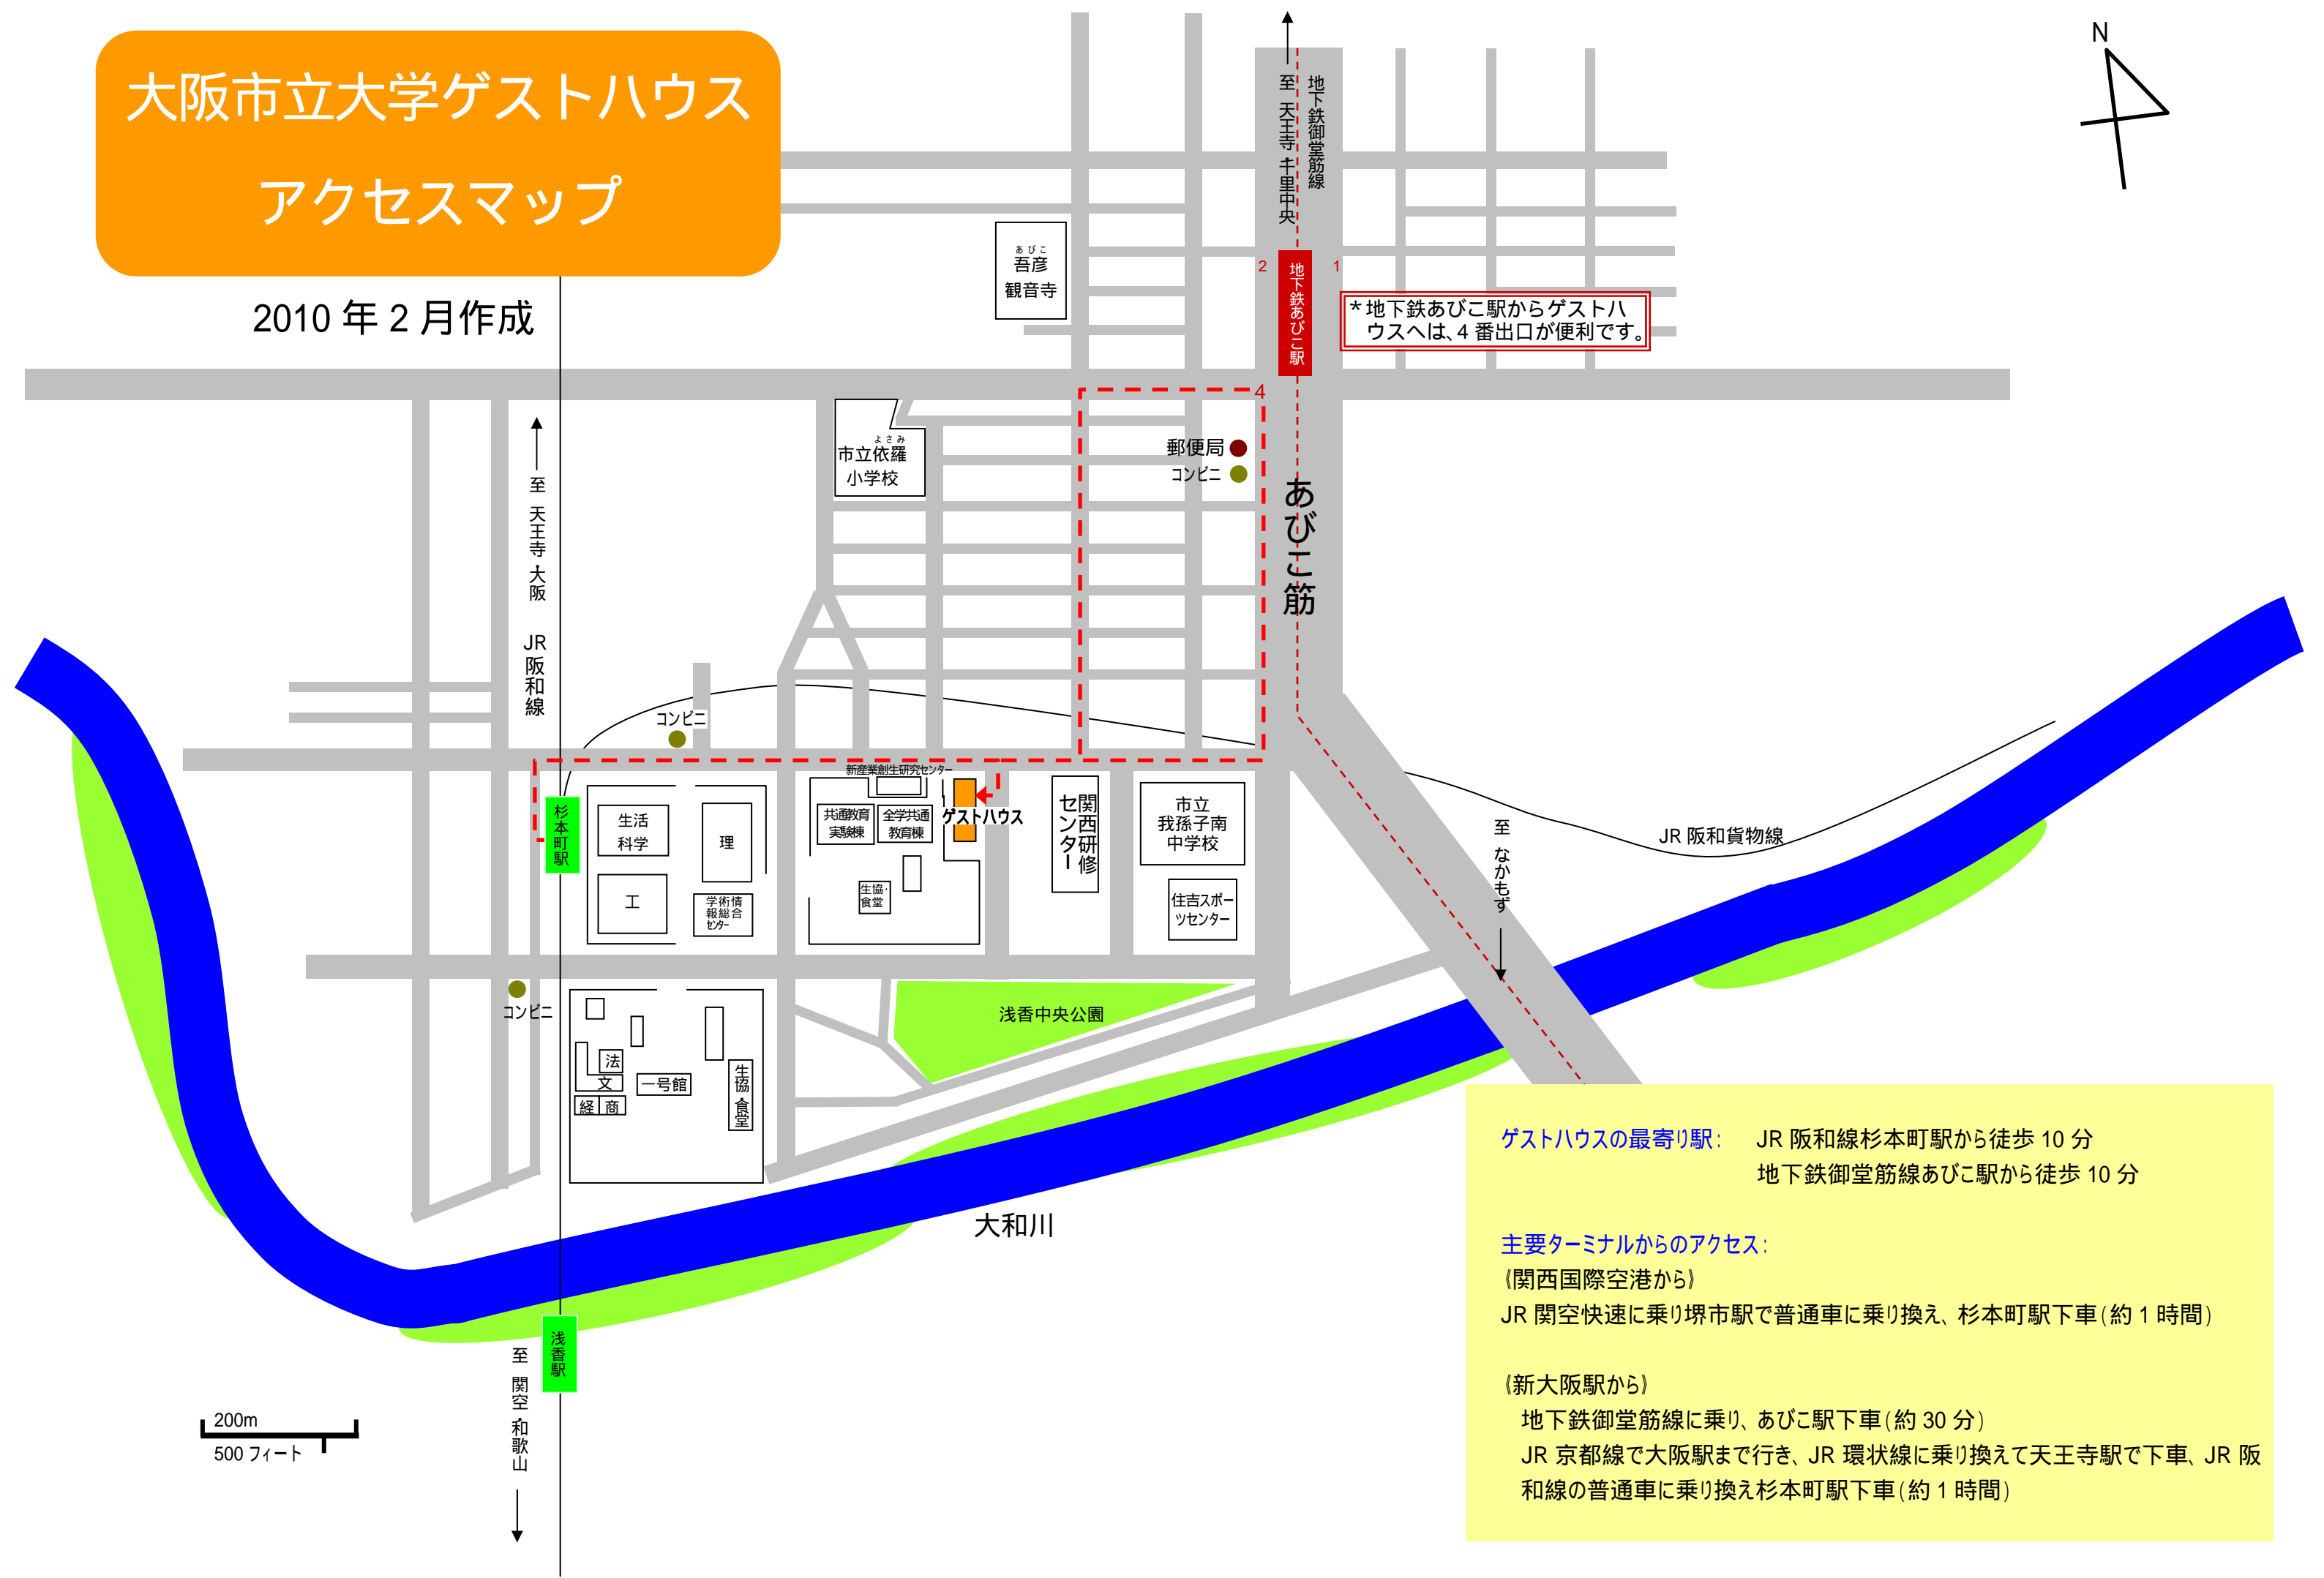 大阪市立大学ゲストハウス
アクセスマップ
2010 年 2 月作成
N
至 天王寺・千里中央
地下鉄御堂筋線
あびこ
吾彦
観音寺
2
1
地下鉄あびこ駅
＊地下鉄あびこ駅からゲストハ
ウスへは、4 番出口が便利です。
4
よさみ
市立依羅
小学校
郵便局
コンビニ
あびこ筋
至 天王寺・大阪
JR阪和線
コンビニ
杉本町駅
生活
科学
理
工
学術情
報総合
センター
新産業創生研究センター
共通教育
実験棟
全学共通
教育棟
ゲストハウス
生協・
食堂
関西研修
センター
市立
我孫子南
中学校
住吉スポー
ツセンター
JR 阪和貨物線
至 なかもず
コンビニ
浅香中央公園
法
文
経
商
一号館
生協・食堂
大和川
浅香駅
至 関空・和歌山
200m
500 フィート
ゲストハウスの最寄り駅： JR 阪和線杉本町駅から徒歩 10 分
地下鉄御堂筋線あびこ駅から徒歩 10 分
主要ターミナルからのアクセス：
《関西国際空港から》
JR 関空快速に乗り堺市駅で普通車に乗り換え、杉本町駅下車（約 1 時間）
《新大阪駅から》
地下鉄御堂筋線に乗り、あびこ駅下車（約 30 分）
JR 京都線で大阪駅まで行き、JR 環状線に乗り換えて天王寺駅で下車、JR 阪
和線の普通車に乗り換え杉本町駅下車（約 1 時間）